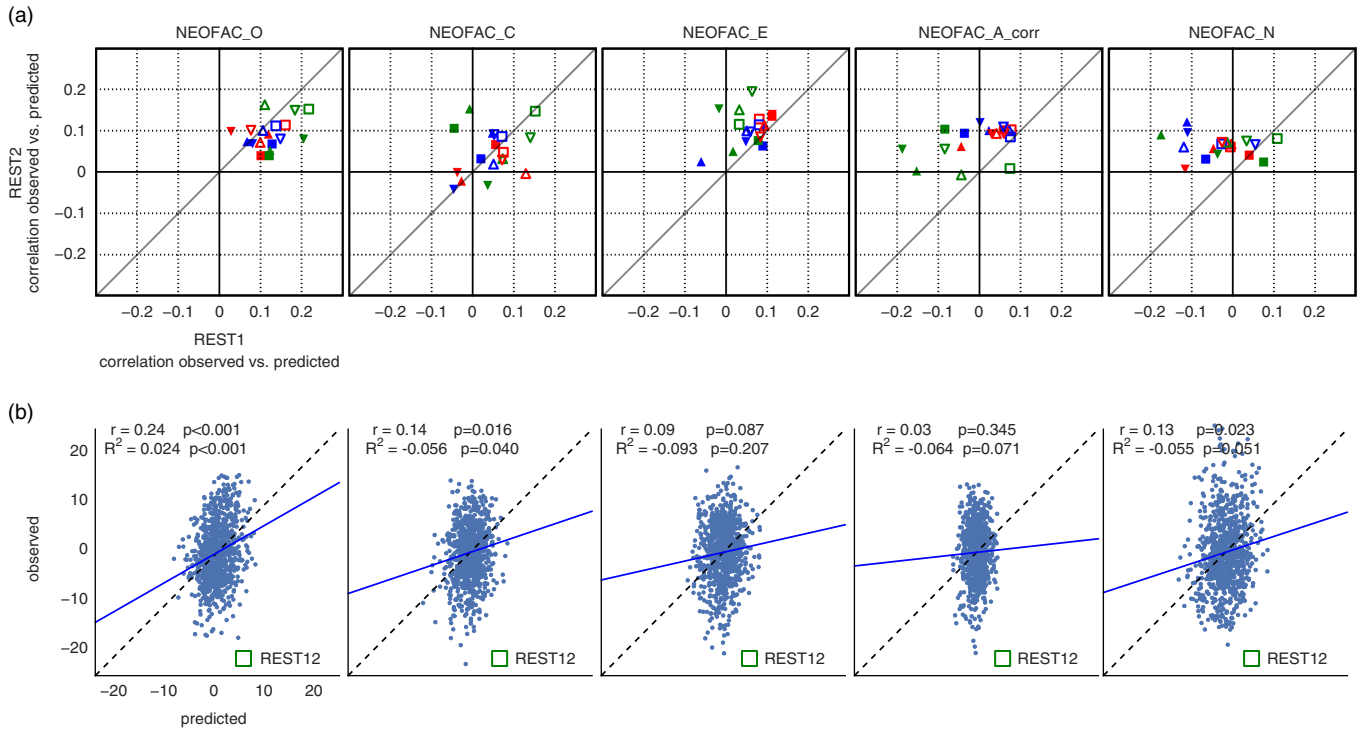 (a)
NEOFAC_O NEOFAC_C NEOFAC_E NEOFAC_A_corr NEOFAC_N
REST2
correlation observed vs. predicted
0.2
0.1
0
−0.1
−0.2
−0.2 −0.1 0 0.1 0.2 −0.2 −0.1 0 0.1 0.2 −0.2 −0.1 0 0.1 0.2 −0.2 −0.1 0 0.1 0.2 −0.2 −0.1 0 0.1 0.2
REST1
correlation observed vs. predicted
(b)
r = 0.24 p<0.001 r = 0.14 p=0.016 r = 0.09 p=0.087 r = 0.03 p=0.345 r = 0.13 p=0.023
R² = 0.024 p<0.001 R² = -0.056 p=0.040 R² = -0.093 p=0.207 R² = -0.064 p=0.071 R² = -0.055 p=0.051
observed
20
10
0
−10
−20
REST12 REST12 REST12 REST12 REST12
−20 −10 0 10 20
predicted